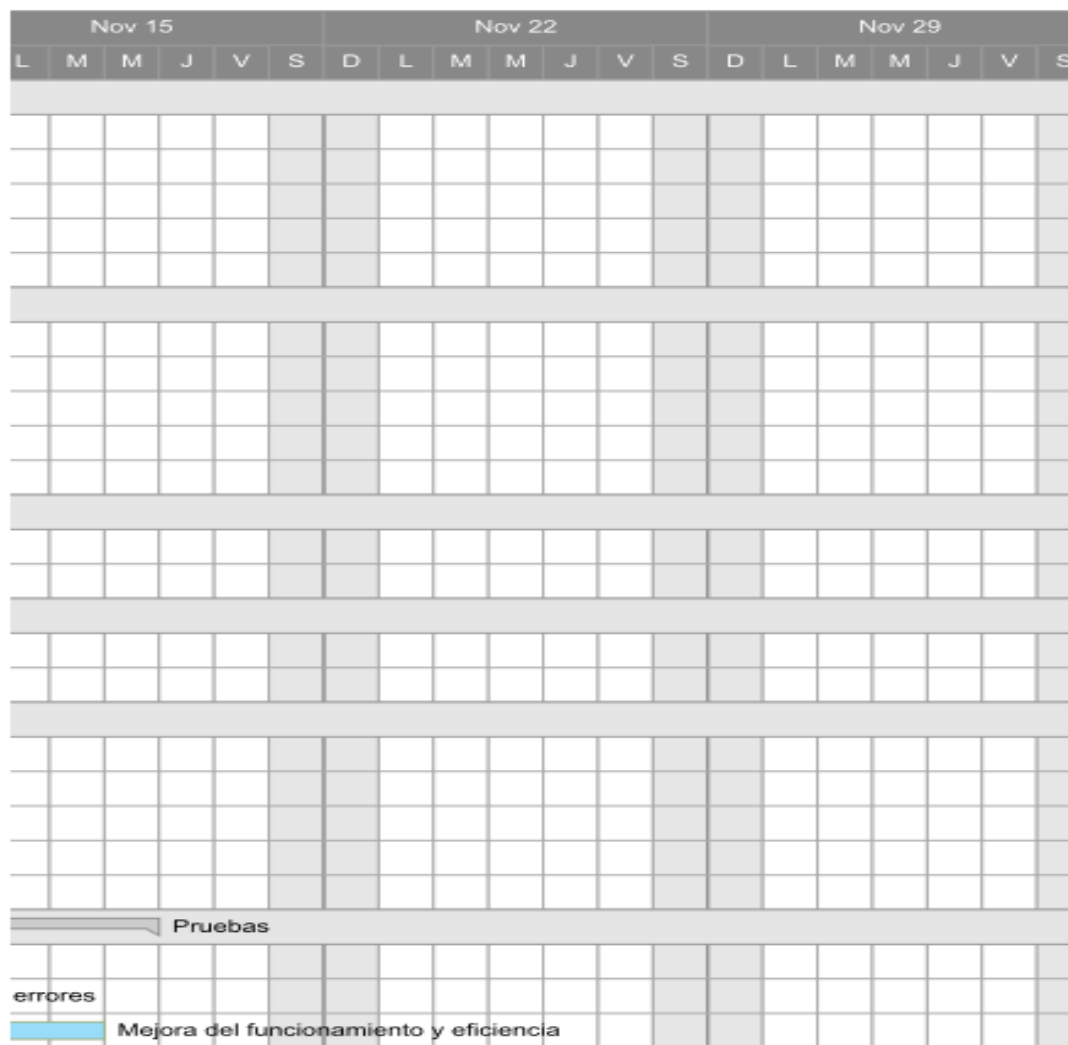 Nov 15 Nov 22 Nov 29
L M M J V S D L M M J V S D L M M J V S
Pruebas
errores
Mejora del funcionamiento y eficiencia